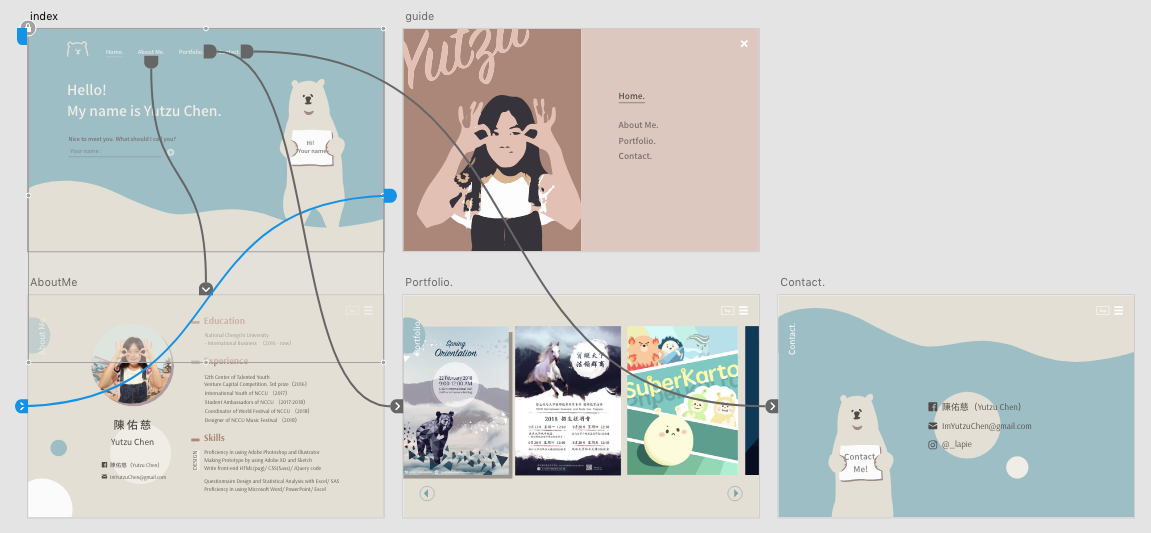 index
Home.
About Me.
Portfolio.
Contact.
Hello!
My name is Yutzu Chen.
Nice to meet you. What should I call you?
Your name
Hi!
Your name
guide
Yutzu
Home.
About Me.
Portfolio.
Contact.
AboutMe
About Me
Education
National Chengchi University
- International Business (2016 - now)
Experience
12th Center of Talented Youth
Venture Capital Competition, 3rd prize (2016)
International Youth of NCCU (2017)
Student Ambassadors of NCCU (2017-2018)
Coordinator of World Festival of NCCU (2018)
Designer of NCCU Music Festival (2018)
陳佑慈
Yutzu Chen
陳佑慈 (Yutzu Chen)
ImYutzuChen@gmail.com
Skills
DESIGN
Proficiency in using Adobe Photoshop and Illustrator
Making Prototype by using Adobe XD and Sketch
Write front-end HTML(pug)/ CSS(Sass)/ JQuery code
Questionnaire Design and Statistical Analysis with Excel/ SAS
Proficiency in using Microsoft Word/ PowerPoint/ Excel
Portfolio.
Portfolio
Spring
Orientation
22 February 2018
9:00-12:00 AM
2018
SuperKarto
Contact.
Contact.
陳佑慈 (Yutzu Chen)
ImYutzuChen@gmail.com
@_lapie
Contact
Me!